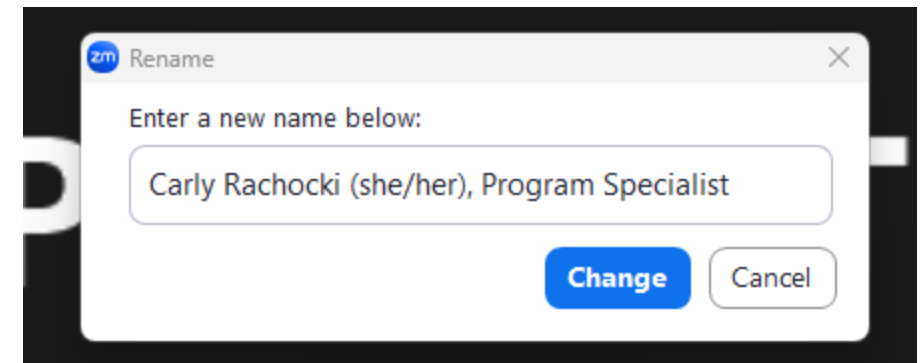 zm Rename
Enter a new name below:
Carly Rachocki (she/her), Program Specialist
Change Cancel